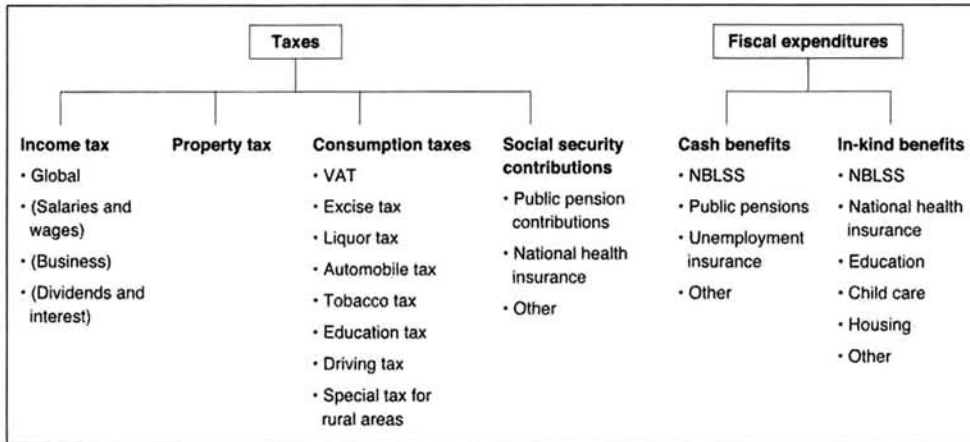 Taxes
Fiscal expenditures
Income tax
• Global
• (Salaries and
wages)
• (Business)
• (Dividends and
interest)
Property tax
Consumption taxes
• VAT
• Excise tax
• Liquor tax
• Automobile tax
• Tobacco tax
• Education tax
• Driving tax
• Special tax for
rural areas
Social security
contributions
• Public pension
contributions
• National health
insurance
• Other
Cash benefits
• NBLSS
• Public pensions
• Unemployment
insurance
• Other
In-kind benefits
• NBLSS
• National health
insurance
• Education
• Child care
• Housing
• Other